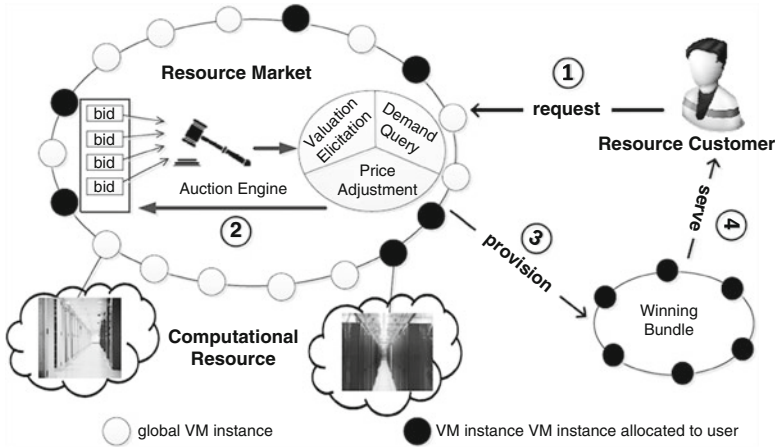 Resource Market
bid
bid
bid
bid
Auction Engine
Valuation
Elicitation
Demand
Query
Price
Adjustment
2
1
request
Resource Customer
3
provision
4
serve
Winning
Bundle
Computational
Resource
global VM instance
VM instance VM instance allocated to user